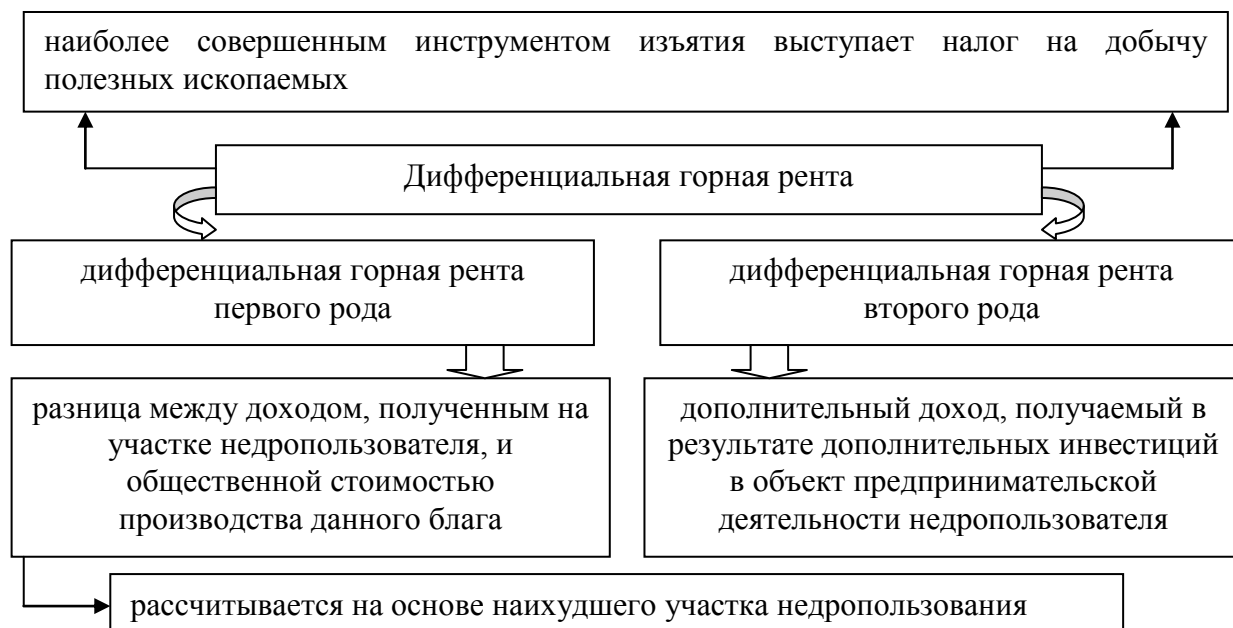 наиболее совершенным инструментом изъятия выступает налог на добычу
полезных ископаемых
Дифференциальная горная рента
дифференциальная горная рента
первого рода
дифференциальная горная рента
второго рода
разница между доходом, полученным на
участке недропользователя, и
общественной стоимостью
производства данного блага
дополнительный доход, получаемый в
результате дополнительных инвестиций
в объект предпринимательской
деятельности недропользователя
рассчитывается на основе наихудшего участка недропользования